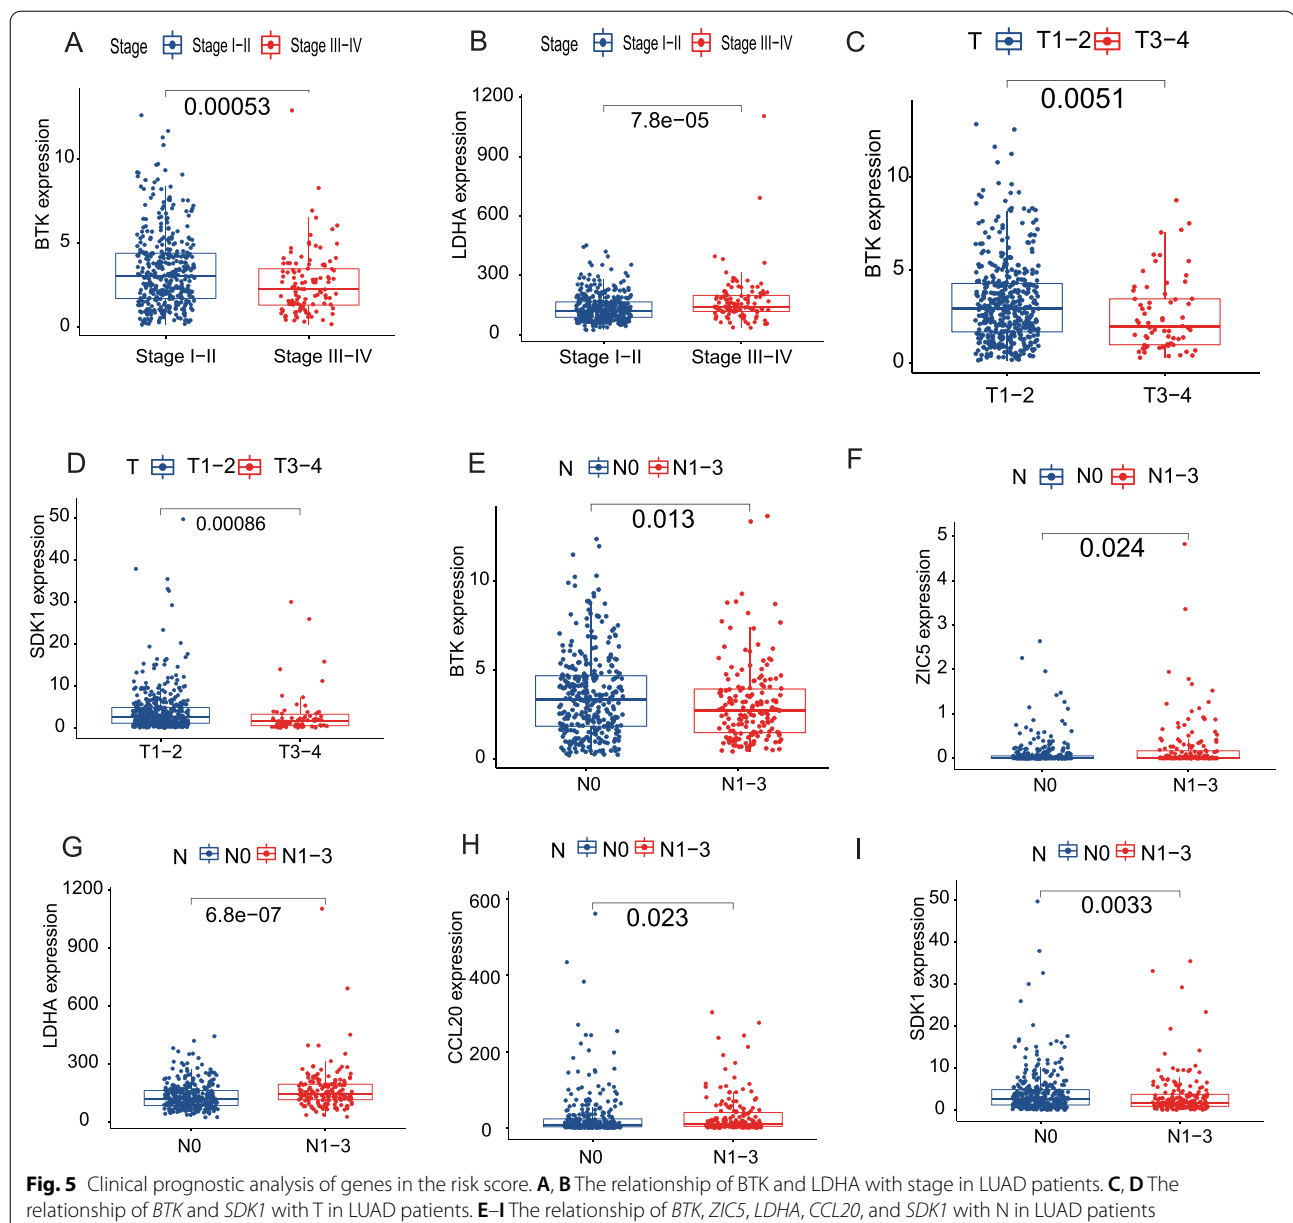 A
Stage Stage I−II Stage III−IV
0.00053
BTK expression
10
5
0
Stage I−II Stage III−IV
B
Stage Stage I−II Stage III−IV
7.8e−05
LDHA expression
1200
900
600
300
0
Stage I−II Stage III−IV
C
T T1−2 T3−4
0.0051
BTK expression
10
5
0
T1−2 T3−4
D
T T1−2 T3−4
0.00086
SDK1 expression
50
40
30
20
10
0
T1−2 T3−4
E
N N0 N1−3
0.013
BTK expression
10
5
0
N0 N1−3
F
N N0 N1−3
0.024
ZIC5 expression
5
4
3
2
1
0
N0 N1−3
G
N N0 N1−3
6.8e−07
LDHA expression
1200
900
600
300
0
N0 N1−3
H
N N0 N1−3
0.023
CCL20 expression
600
400
200
0
N0 N1−3
I
N N0 N1−3
0.0033
SDK1 expression
50
40
30
20
10
0
N0 N1−3
Fig. 5 Clinical prognostic analysis of genes in the risk score. A, B The relationship of BTK and LDHA with stage in LUAD patients. C, D The
relationship of BTK and SDK1 with T in LUAD patients. E–I The relationship of BTK, ZIC5, LDHA, CCL20, and SDK1 with N in LUAD patients